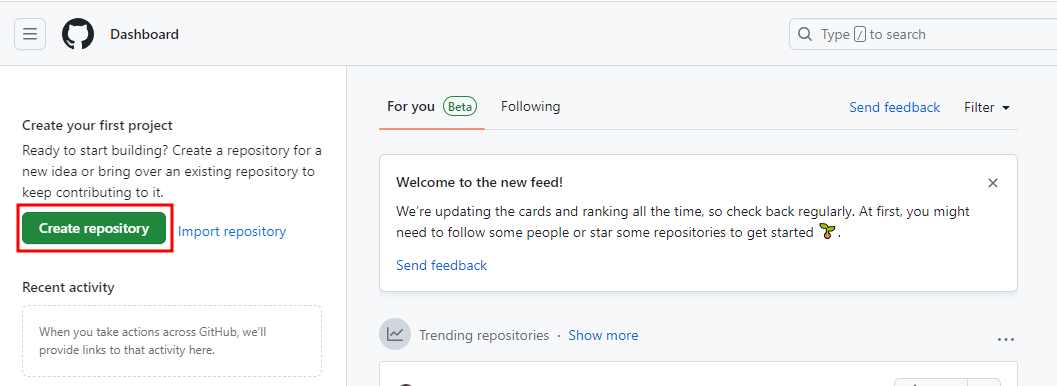 Dashboard
Type / to search
Create your first project
Ready to start building? Create a repository for a
new idea or bring over an existing repository to
keep contributing to it.
Create repository
Import repository
Recent activity
When you take actions across GitHub, we'll
provide links to that activity here.
For you Beta
Following
Send feedback
Filter
Welcome to the new feed!
We're updating the cards and ranking all the time, so check back regularly. At first, you might
need to follow some people or star some repositories to get started 🌱 .
Send feedback
Trending repositories · Show more